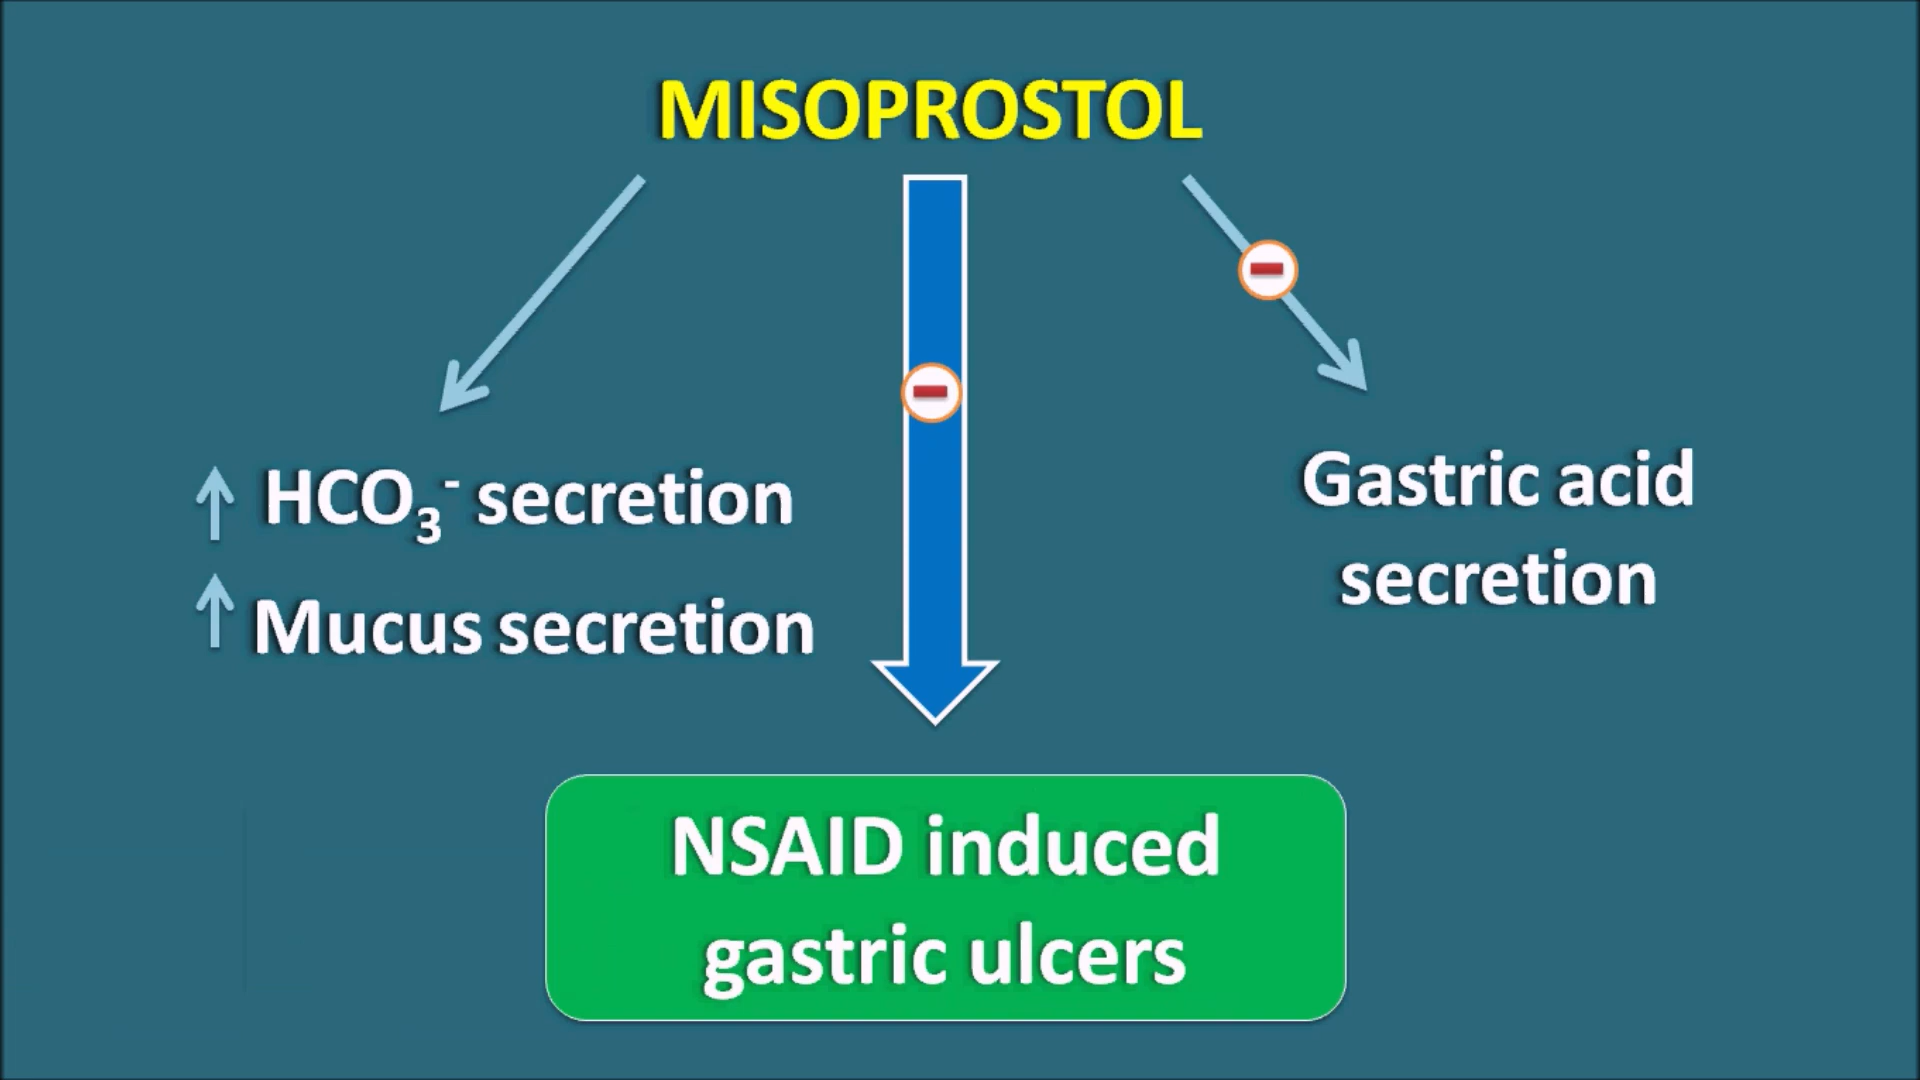 MISOPROSTOL
↑ HCO₃⁻ secretion
↑ Mucus secretion
Gastric acid
secretion
NSAID induced
gastric ulcers